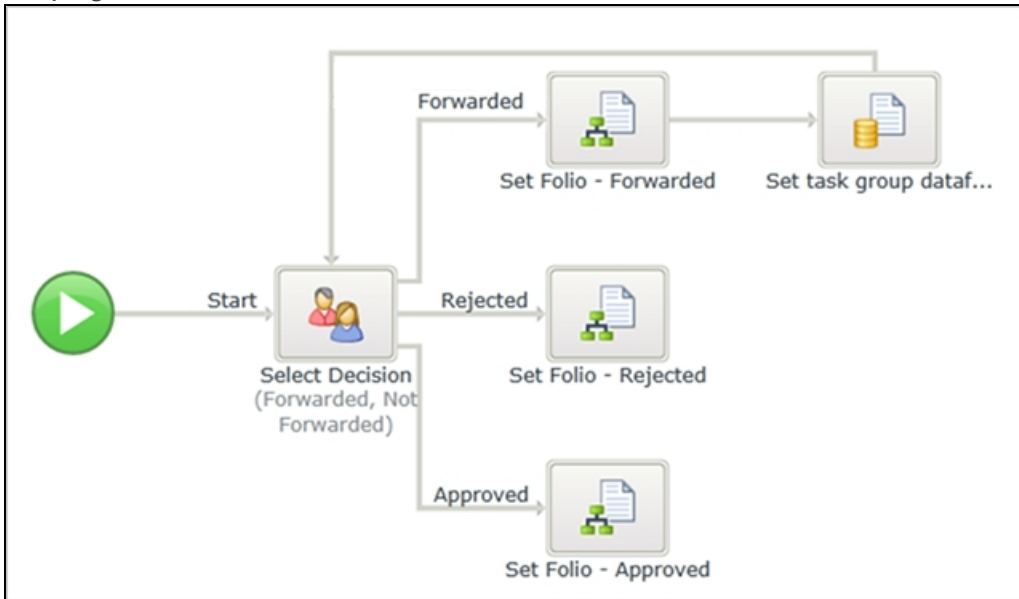 Forwarded
Set Folio - Forwarded
Set task group dataf...
Start
Rejected
Select Decision
(Forwarded, Not
Forwarded)
Set Folio - Rejected
Approved
Set Folio - Approved